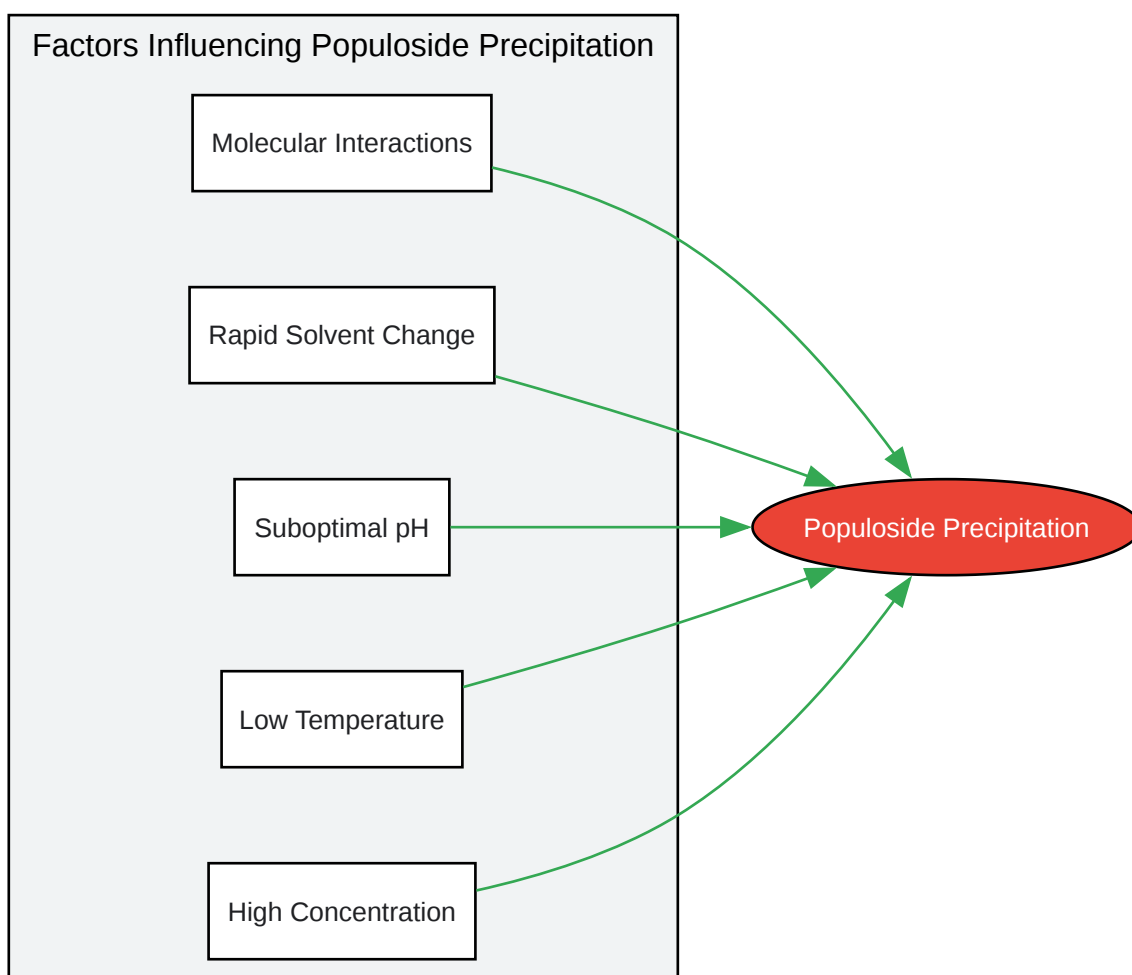 Factors Influencing Populoside Precipitation
Molecular Interactions
Rapid Solvent Change
Suboptimal pH
Populoside Precipitation
Low Temperature
High Concentration